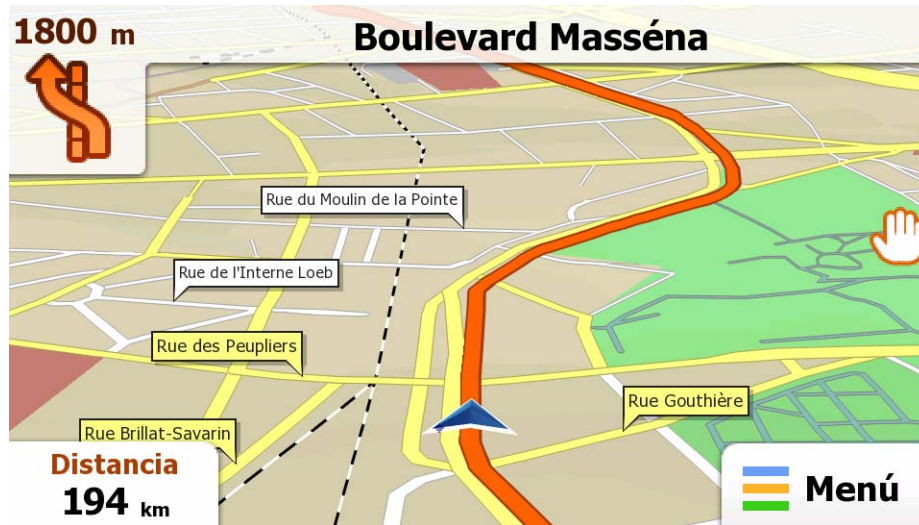 1800 m
Boulevard Masséna
Rue du Moulin de la Pointe
Rue de l'Interne Loeb
Rue des Peupliers
Rue Gouthière
Rue Brillat-Savarin
Distancia
194 km
Menú